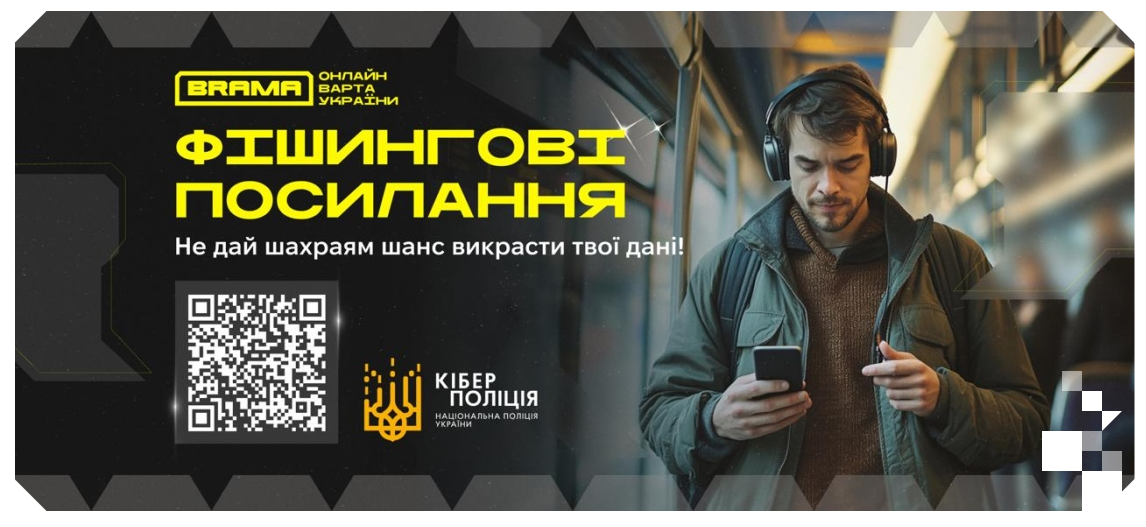 BRAMA
ОНЛАЙН
ВАРТА
УКРАЇНИ
ФІШИНГОВІ
ПОСИЛАННЯ
Не дай шахраям шанс викрасти твої дані!
КІБЕР
ПОЛІЦІЯ
НАЦІОНАЛЬНА ПОЛІЦІЯ
УКРАЇНИ